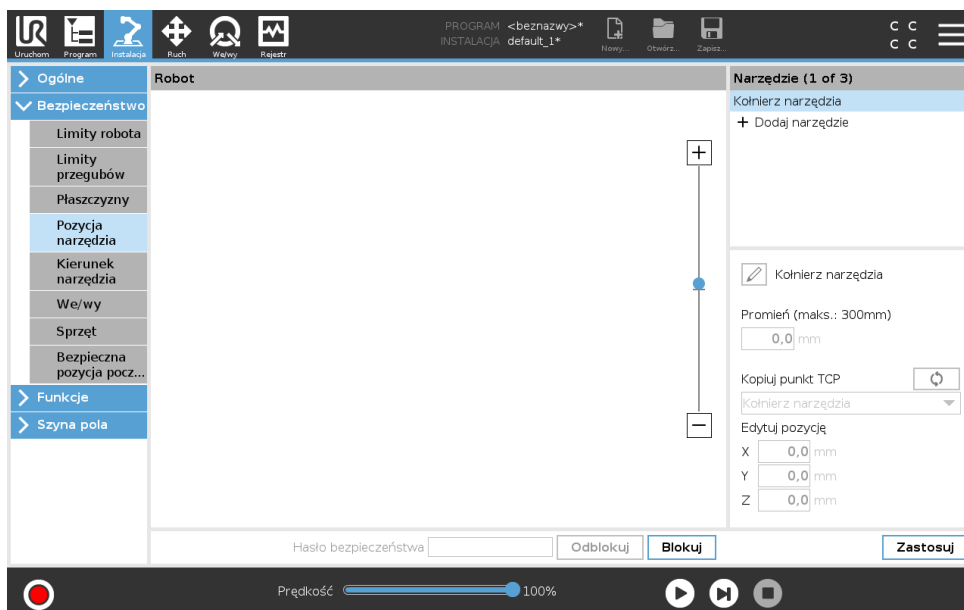 PROGRAM <beznazwy>*
INSTALACJA default_1*
Uruchom Program Instalacja Ruch We/wy Rejestr Nowy... Otwórz... Zapisz...
C C
C C
Ogólne
Bezpieczeństwo
Limity robota
Limity
przegubów
Płaszczyzny
Pozycja
narzędzia
Kierunek
narzędzia
We/wy
Sprzęt
Bezpieczna
pozycja pocz...
Funkcje
Szyna pola
Robot
Narzędzie (1 of 3)
Kołnierz narzędzia
+ Dodaj narzędzie
Kołnierz narzędzia
Promień (maks.: 300mm)
0,0 mm
Kopiuj punkt TCP
Kołnierz narzędzia
Edytuj pozycję
X 0,0 mm
Y 0,0 mm
Z 0,0 mm
Hasło bezpieczeństwa Odblokuj Blokuj Zastosuj
Prędkość 100%